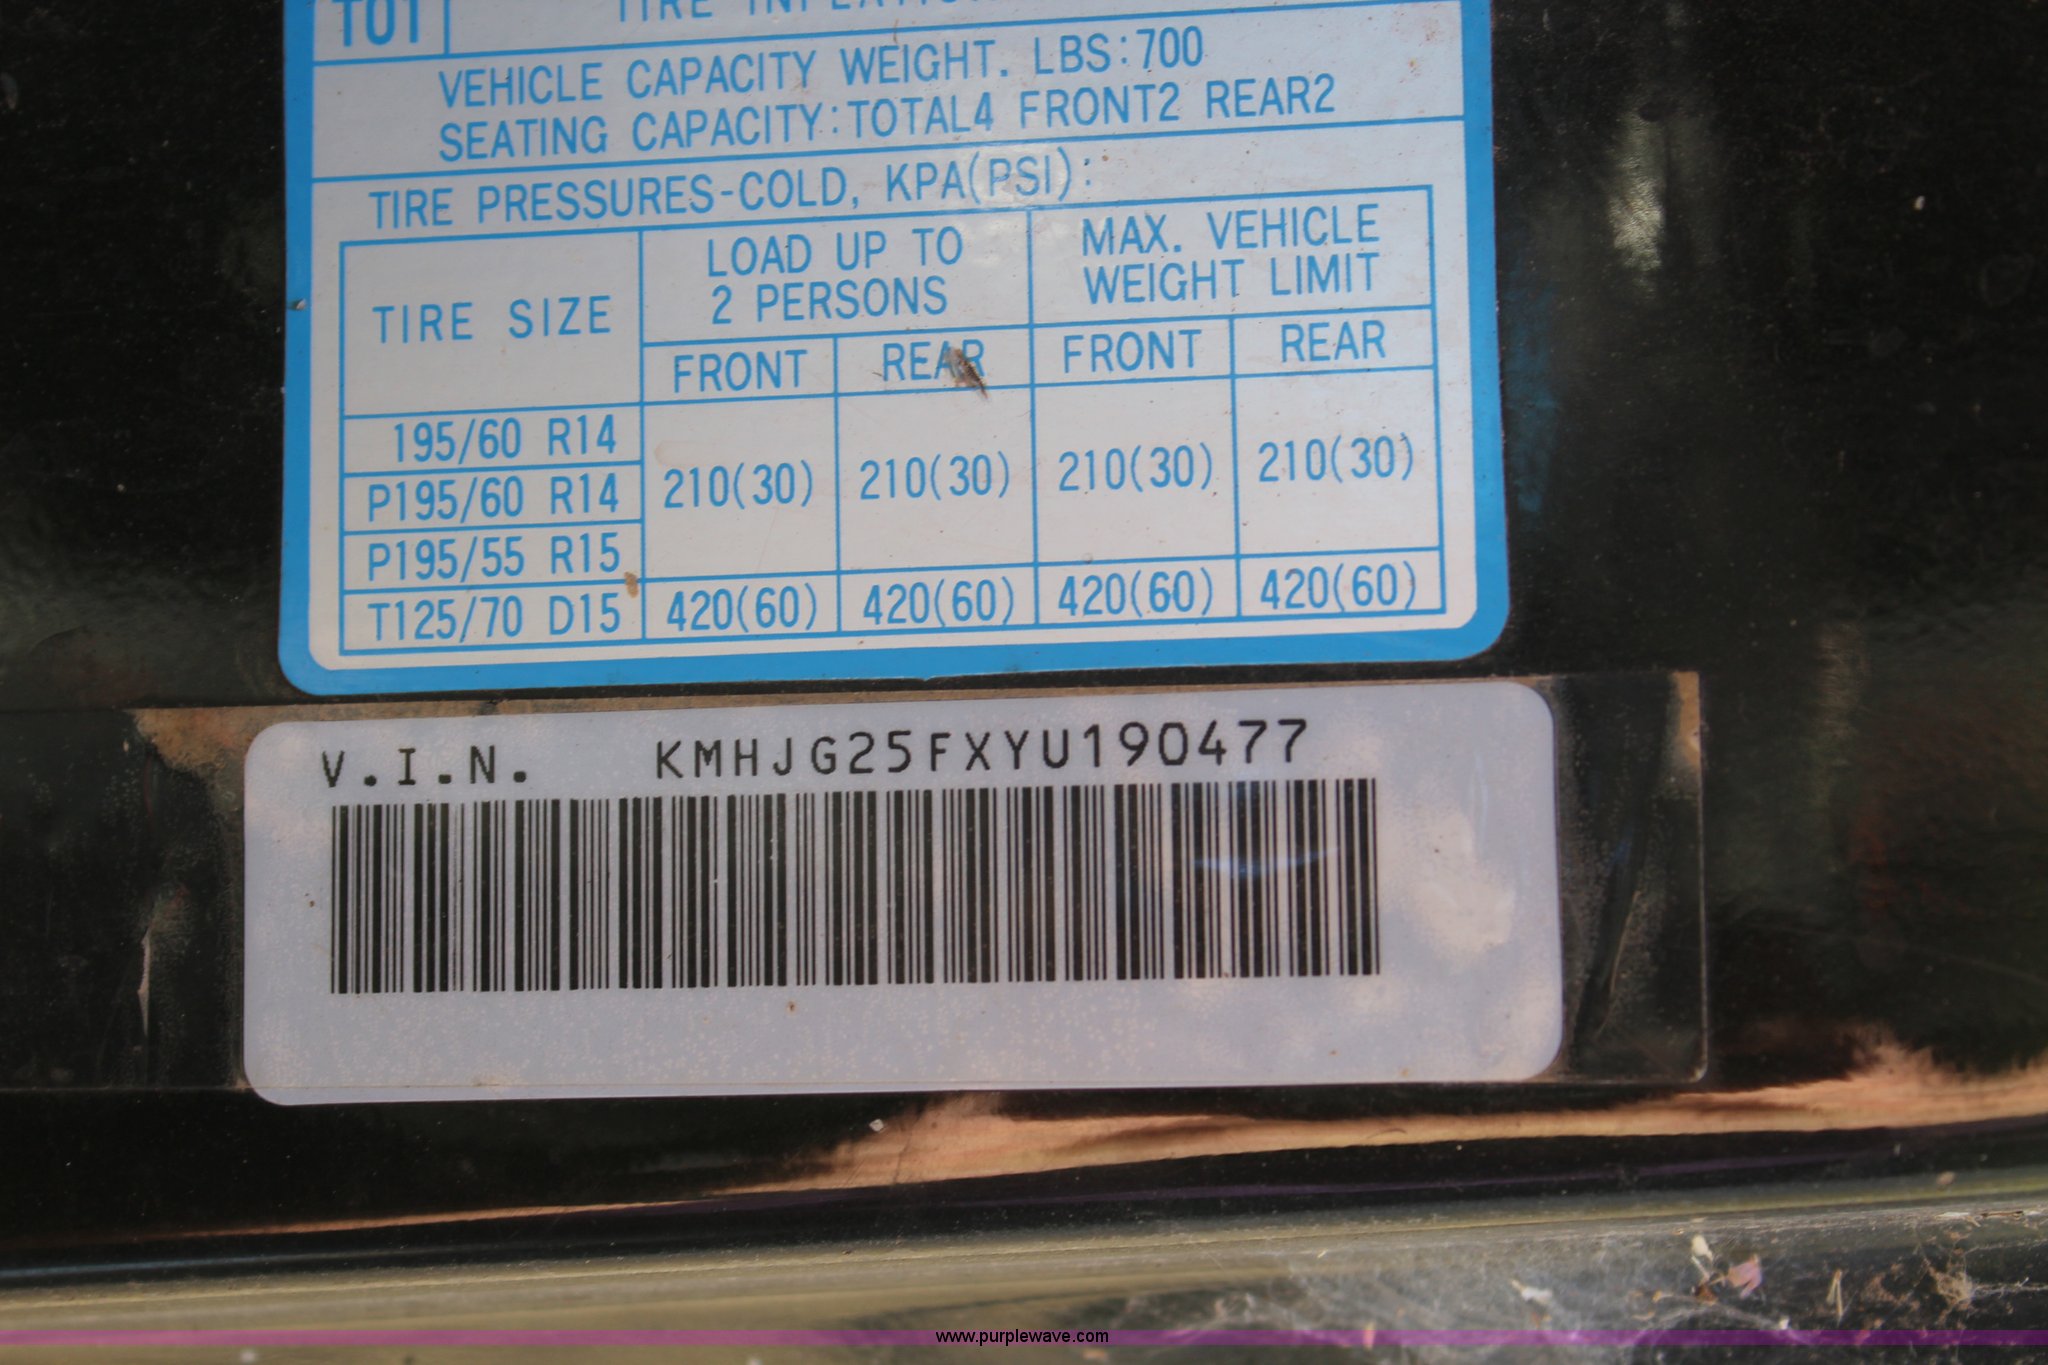 TOT
TIRE INFLATION
VEHICLE CAPACITY WEIGHT. LBS:700
SEATING CAPACITY:TOTAL4 FRONT2 REAR2
TIRE PRESSURES-COLD, KPA(PSI):
TIRE SIZE
LOAD UP TO
2 PERSONS
MAX. VEHICLE
WEIGHT LIMIT
FRONT REAR FRONT REAR
195/60 R14
P195/60 R14
P195/55 R15
210(30) 210(30) 210(30) 210(30)
T125/70 D15 420(60) 420(60) 420(60) 420(60)
V.I.N. KMHJG25FXYU190477
www.purplewave.com